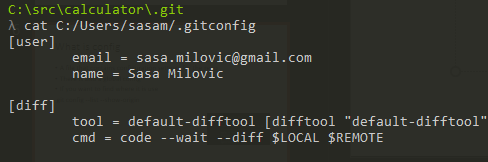 C:\src\calculator\.git
λ cat C:/Users/sasam/.gitconfig
[user]
email = sasa.milovic@gmail.com
name = Sasa Milovic
[diff]
tool = default-difftool [difftool "default-difftool"
cmd = code --wait --diff $LOCAL $REMOTE